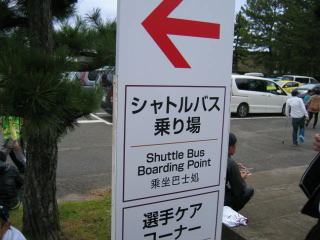 シャトルバス
乗り場
Shuttle Bus
Boarding Point
乘坐巴士処
選手ケア
コーナー